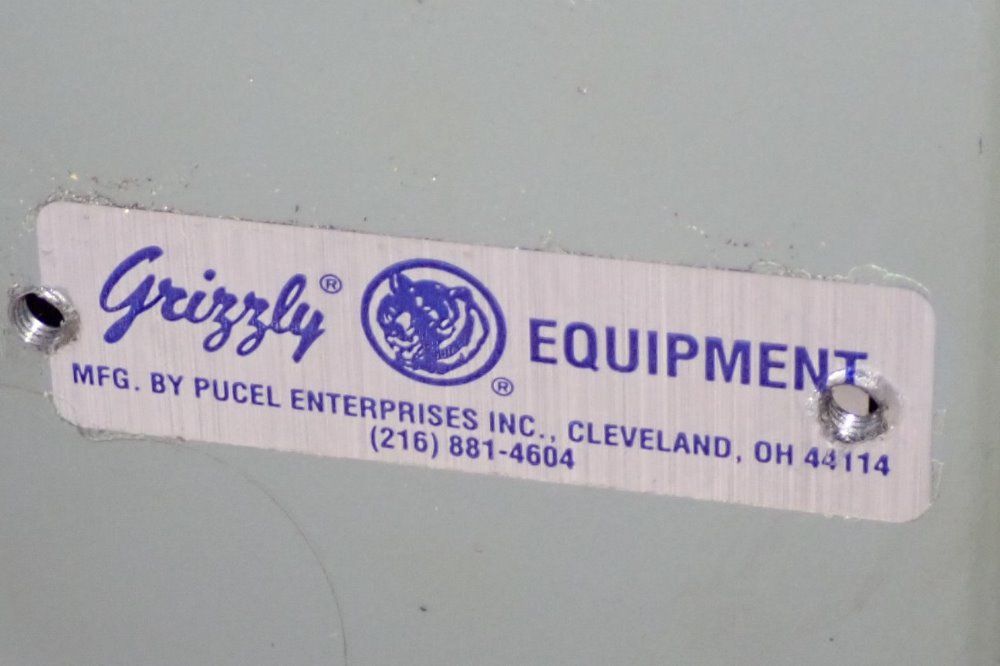 Grizzly® ® EQUIPMENT
MFG. BY PUCEL ENTERPRISES INC., CLEVELAND, OH 44114
(216) 881-4604